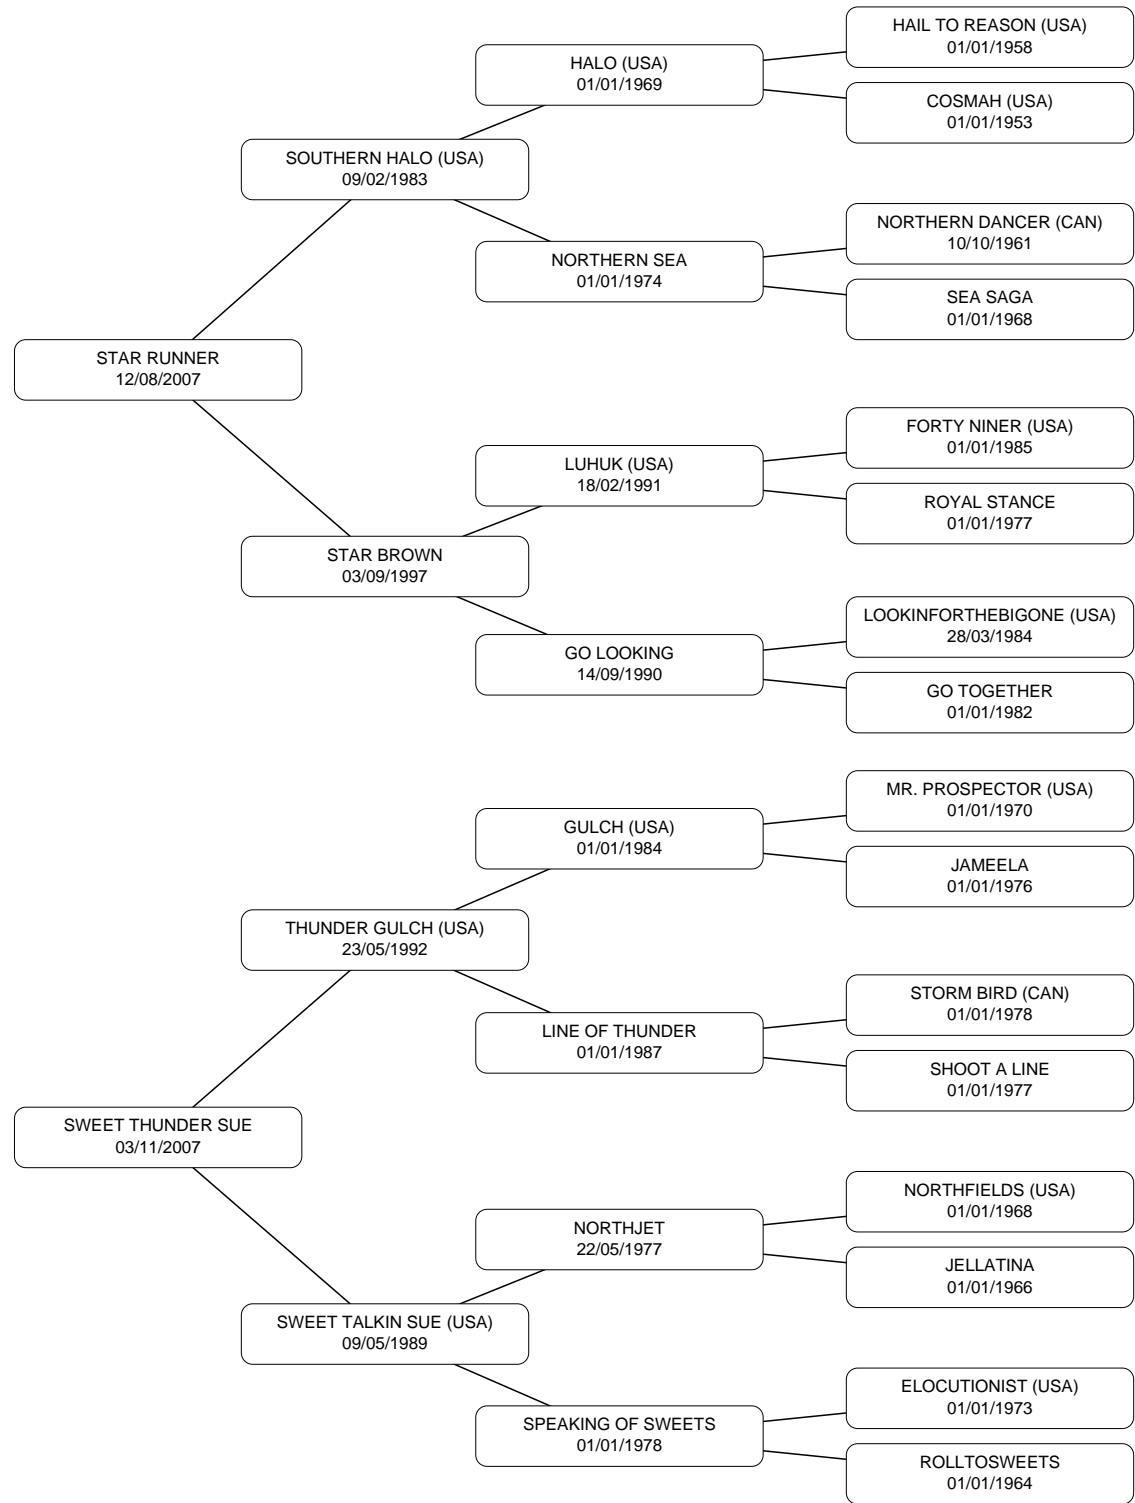 HAIL TO REASON (USA)
01/01/1958
HALO (USA)
01/01/1969
COSMAH (USA)
01/01/1953
SOUTHERN HALO (USA)
09/02/1983
NORTHERN DANCER (CAN)
10/10/1961
NORTHERN SEA
01/01/1974
SEA SAGA
01/01/1968
STAR RUNNER
12/08/2007
FORTY NINER (USA)
01/01/1985
LUHUK (USA)
18/02/1991
ROYAL STANCE
01/01/1977
STAR BROWN
03/09/1997
LOOKINFORTHEBIGONE (USA)
28/03/1984
GO LOOKING
14/09/1990
GO TOGETHER
01/01/1982
MR. PROSPECTOR (USA)
01/01/1970
GULCH (USA)
01/01/1984
JAMEELA
01/01/1976
THUNDER GULCH (USA)
23/05/1992
STORM BIRD (CAN)
01/01/1978
LINE OF THUNDER
01/01/1987
SHOOT A LINE
01/01/1977
SWEET THUNDER SUE
03/11/2007
NORTHFIELDS (USA)
01/01/1968
NORTHJET
22/05/1977
JELLATINA
01/01/1966
SWEET TALKIN SUE (USA)
09/05/1989
ELOCUTIONIST (USA)
01/01/1973
SPEAKING OF SWEETS
01/01/1978
ROLLTOSWEETS
01/01/1964